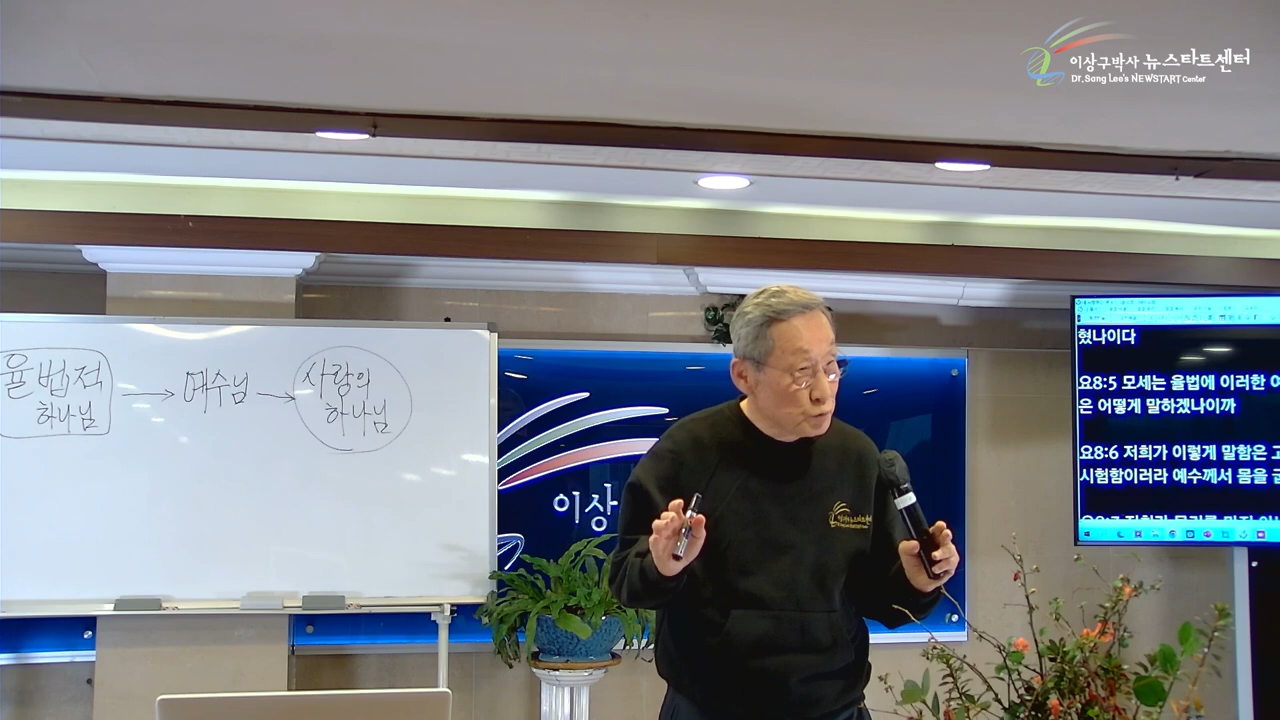 이상구박사 뉴스타트센터
Dr. Sang Lee's NEWSTART Center
율법적
하나님
→ 예수님 →
사랑의
하나님
이상
혔나이다
요8:5 모세는 율법에 이러한 여
은 어떻게 말하겠나이까
요8:6 저희가 이렇게 말함은 고
시험함이러라 예수께서 몸을 굽